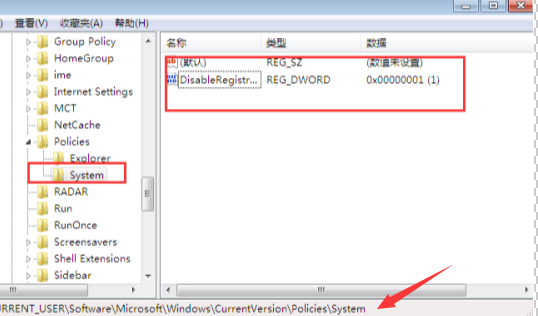 ) 查看(V) 收藏夹(A) 帮助(H)
Group Policy
HomeGroup
ime
Internet Settings
MCT
NetCache
Policies
Explorer
System
RADAR
Run
RunOnce
Screensavers
Shell Extensions
Sidebar
名称 类型 数据
ab (默认) REG_SZ (数值未设置)
DisableRegistr... REG_DWORD 0x00000001 (1)
URRENT_USER\Software\Microsoft\Windows\CurrentVersion\Policies\System